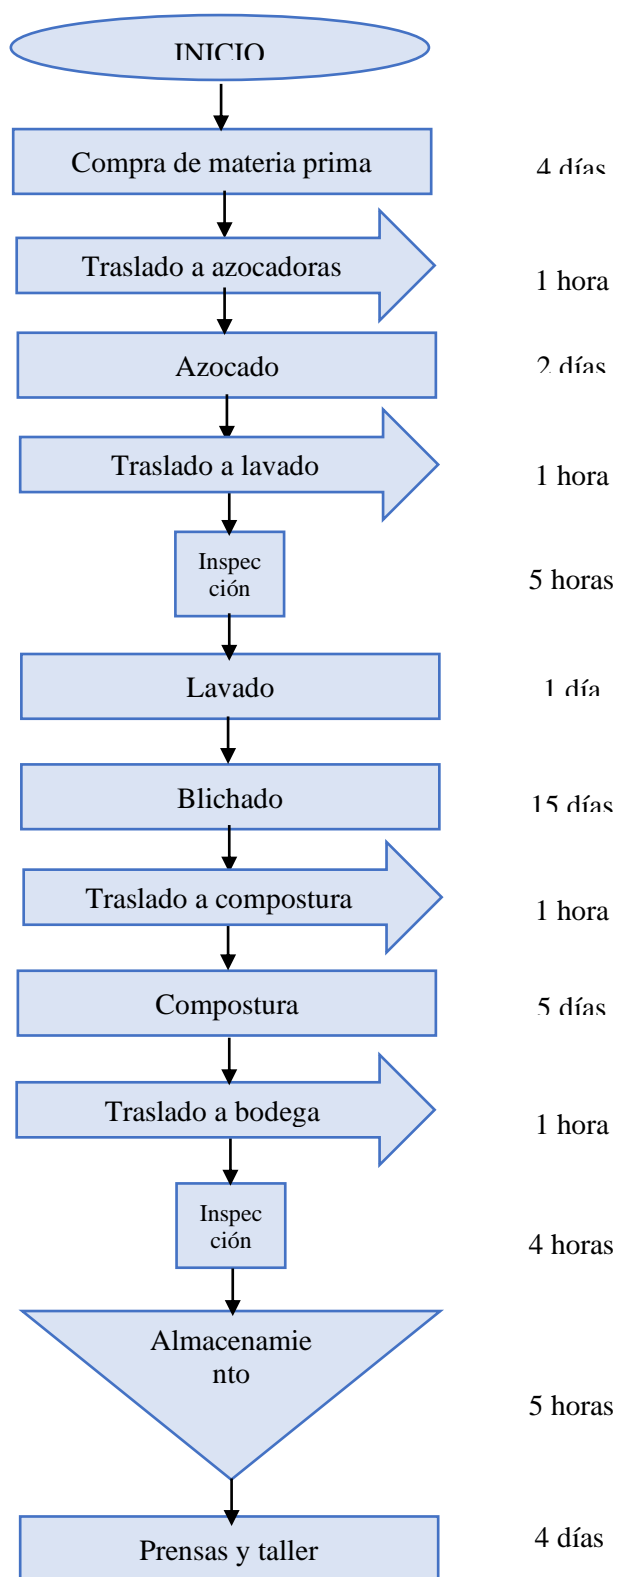 INICIO
Compra de materia prima
4 días
Traslado a azocadoras
1 hora
Azocado
2 días
Traslado a lavado
1 hora
Inspec
ción
5 horas
Lavado
1 día
Blichado
15 días
Traslado a compostura
1 hora
Compostura
5 días
Traslado a bodega
1 hora
Inspec
ción
4 horas
Almacenamie
nto
5 horas
Prensas y taller
4 días